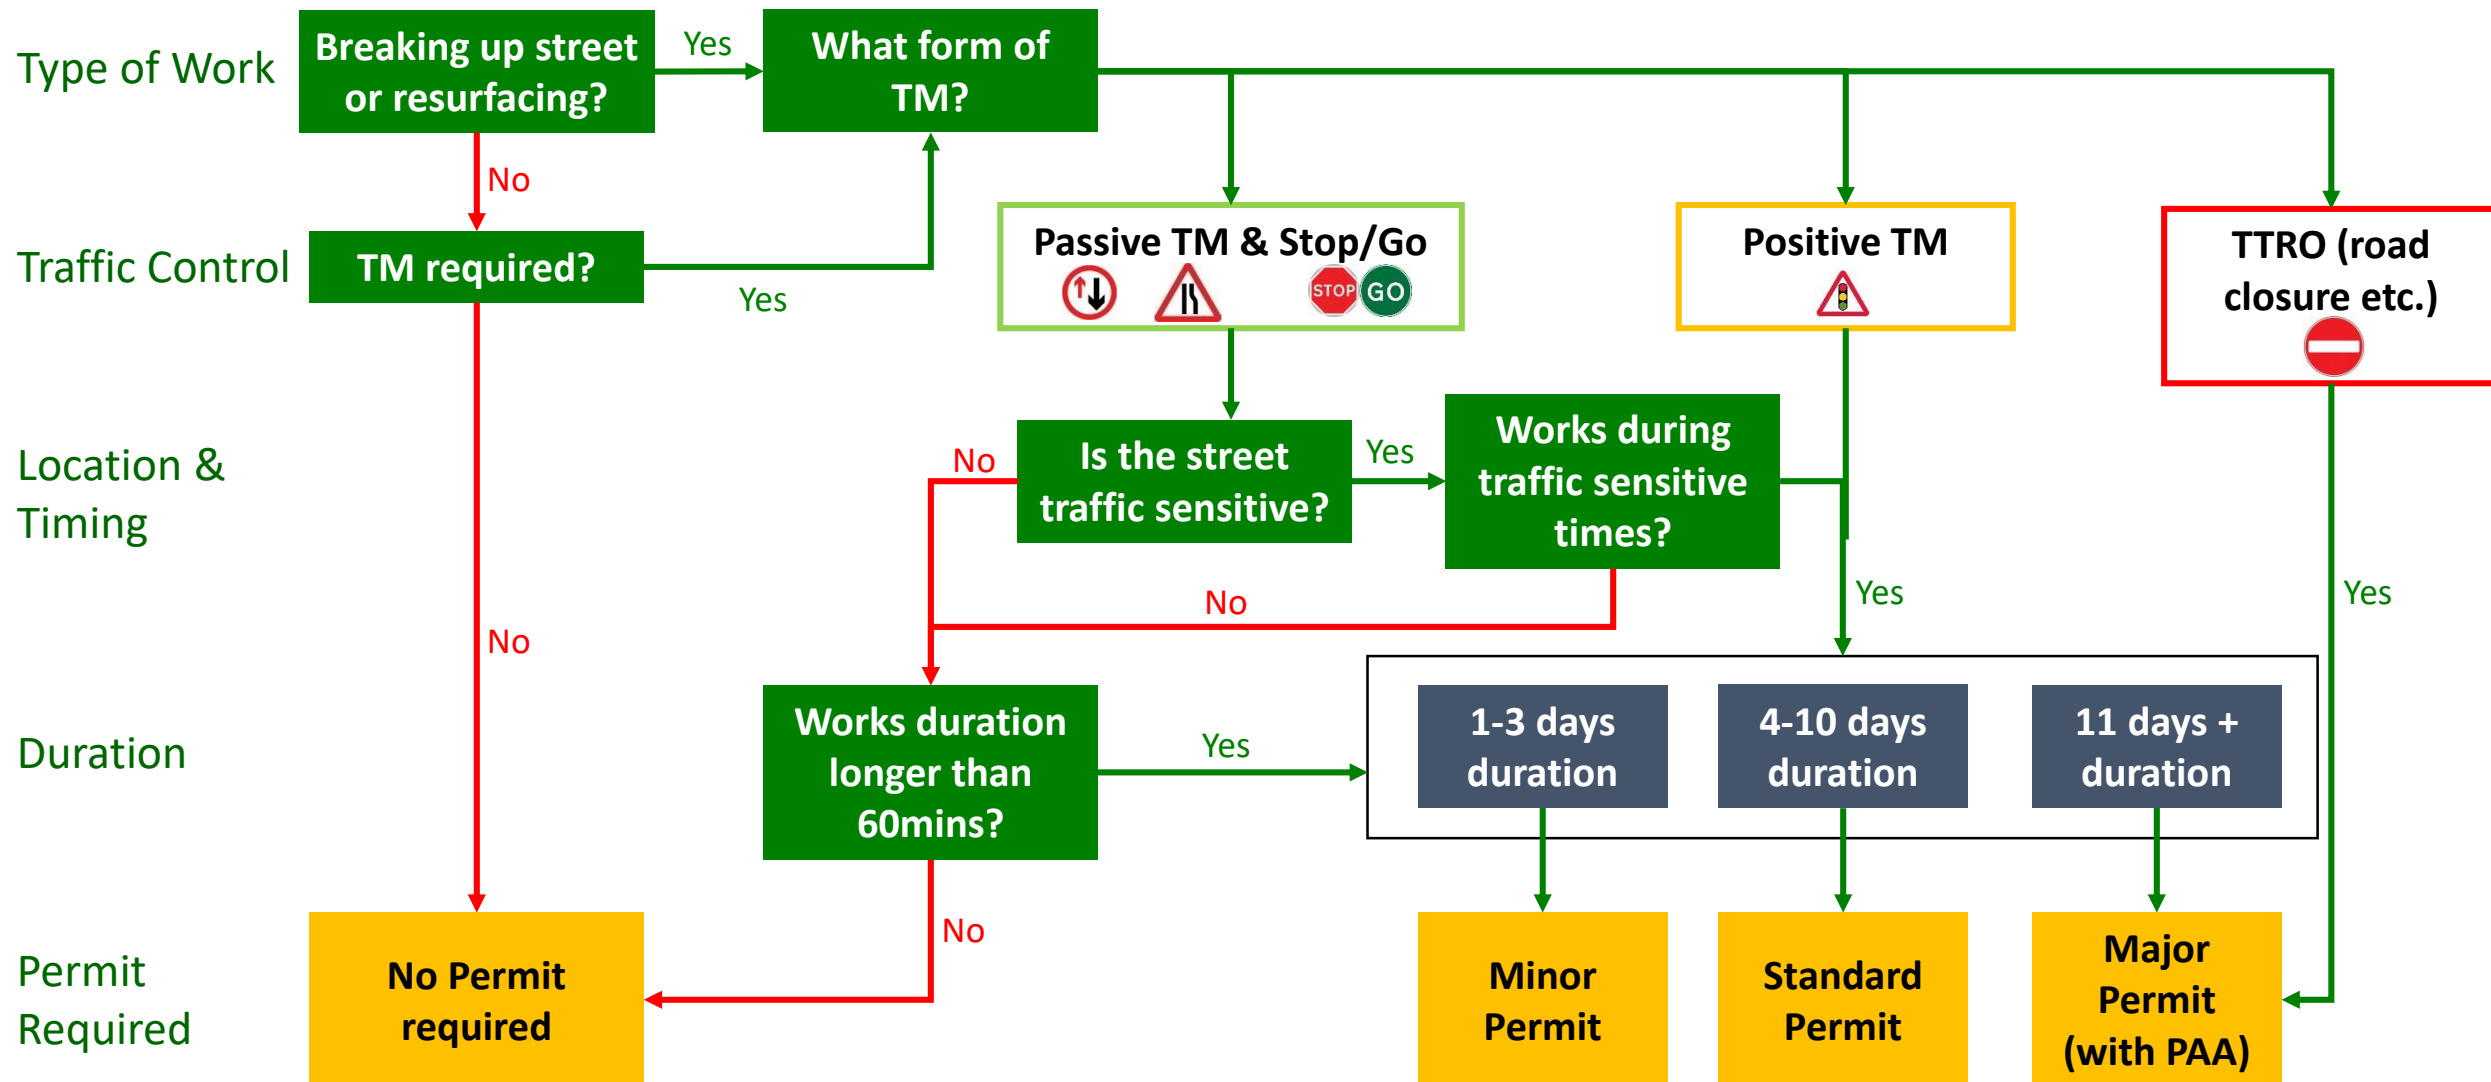 Type of Work
Breaking up street
or resurfacing?
Yes
What form of
TM?
No
Traffic Control
TM required?
Yes
Passive TM & Stop/Go
STOP
GO
Positive TM
TTRO (road
closure etc.)
Location &
Timing
No
Is the street
traffic sensitive?
Yes
Works during
traffic sensitive
times?
No
Yes
Yes
No
Duration
Works duration
longer than
60mins?
Yes
1-3 days
duration
4-10 days
duration
11 days +
duration
No
Permit
Required
No Permit
required
Minor
Permit
Standard
Permit
Major
Permit
(with PAA)